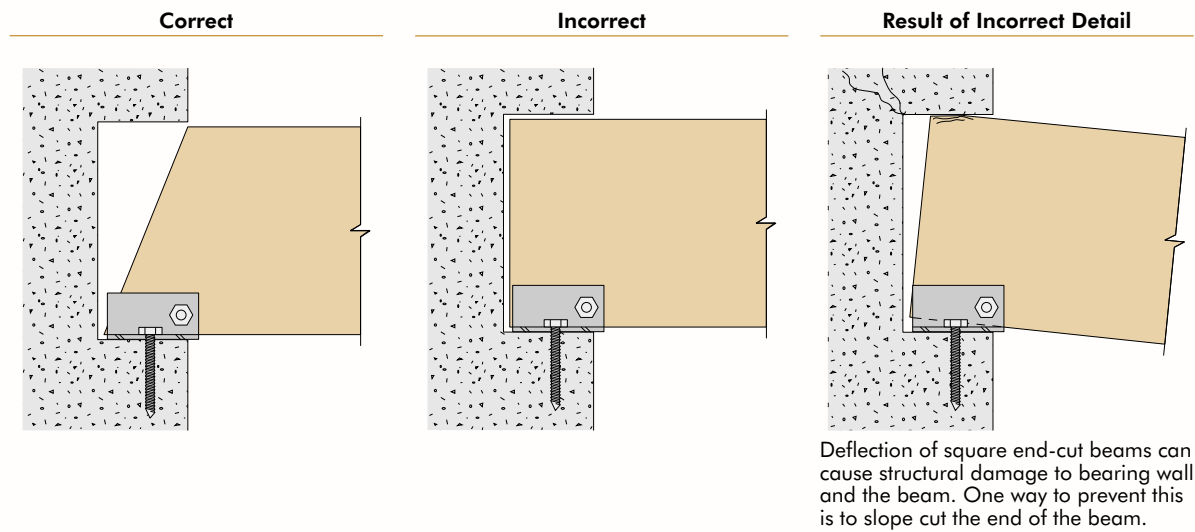 Correct
Incorrect
Result of Incorrect Detail
Deflection of square end-cut beams can
cause structural damage to bearing wall
and the beam. One way to prevent this
is to slope cut the end of the beam.